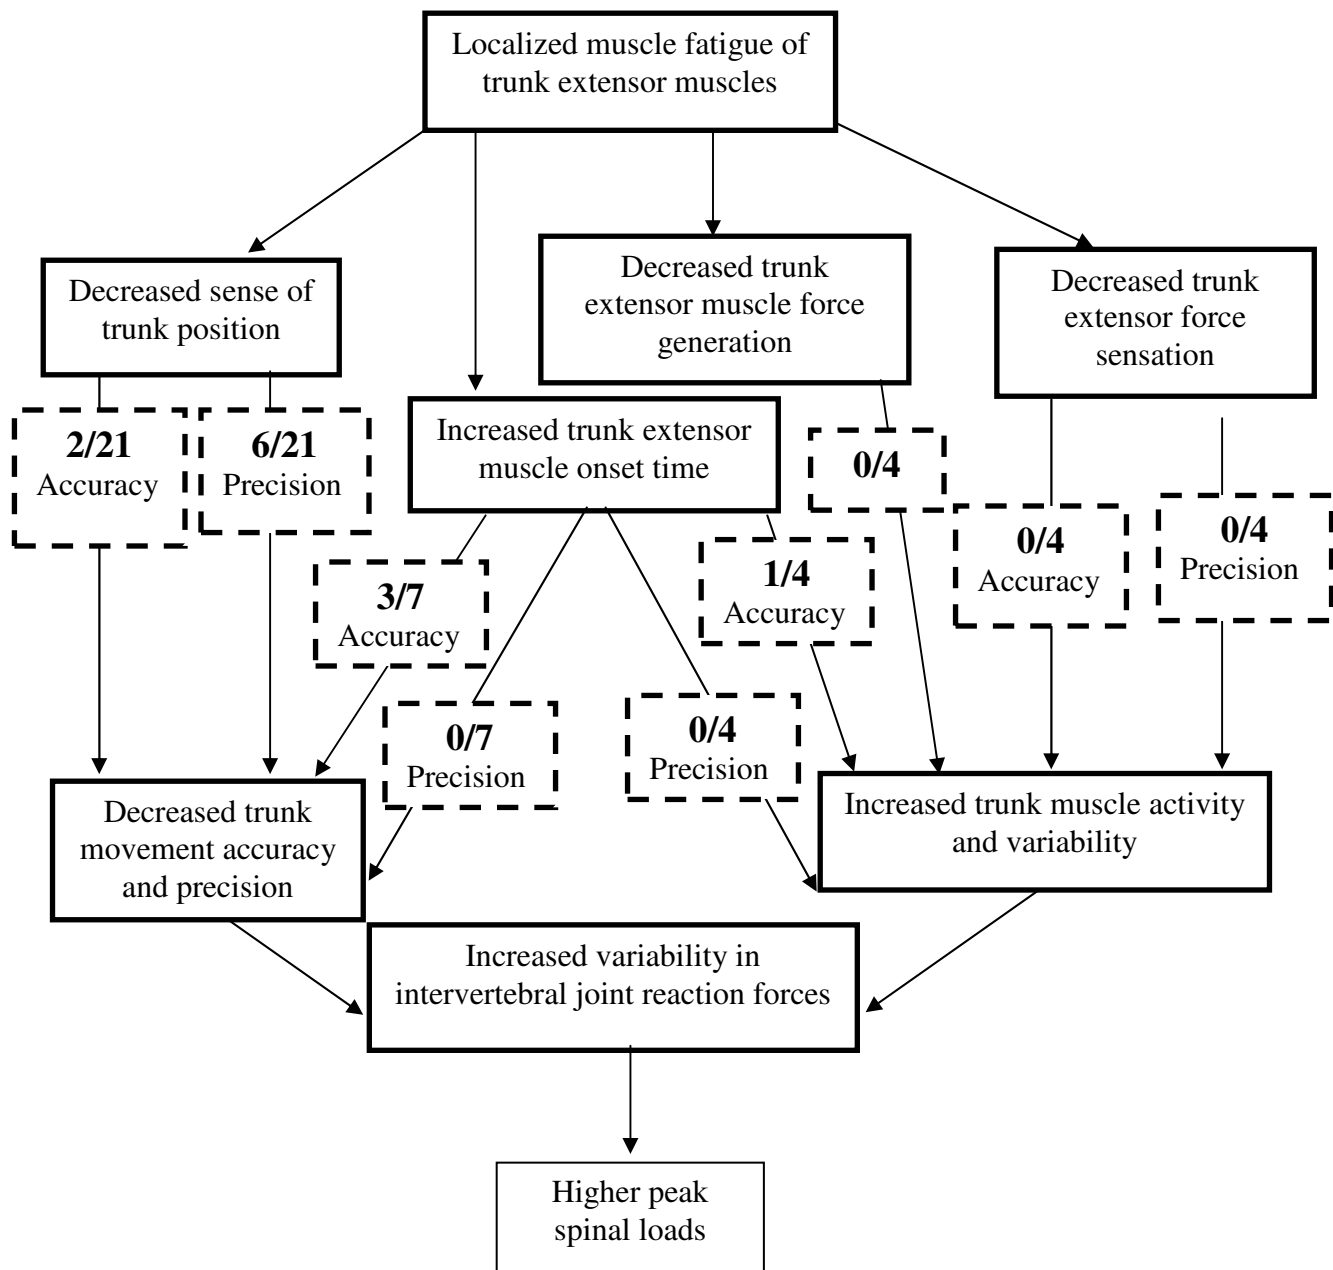 Localized muscle fatigue of
trunk extensor muscles
Decreased sense of
trunk position
Decreased trunk
extensor muscle force
generation
Decreased trunk
extensor force
sensation
2/21
Accuracy
6/21
Precision
Increased trunk extensor
muscle onset time
0/4
0/4
Accuracy
0/4
Precision
3/7
Accuracy
1/4
Accuracy
0/7
Precision
0/4
Precision
Decreased trunk
movement accuracy
and precision
Increased trunk muscle activity
and variability
Increased variability in
intervertebral joint reaction forces
Higher peak
spinal loads